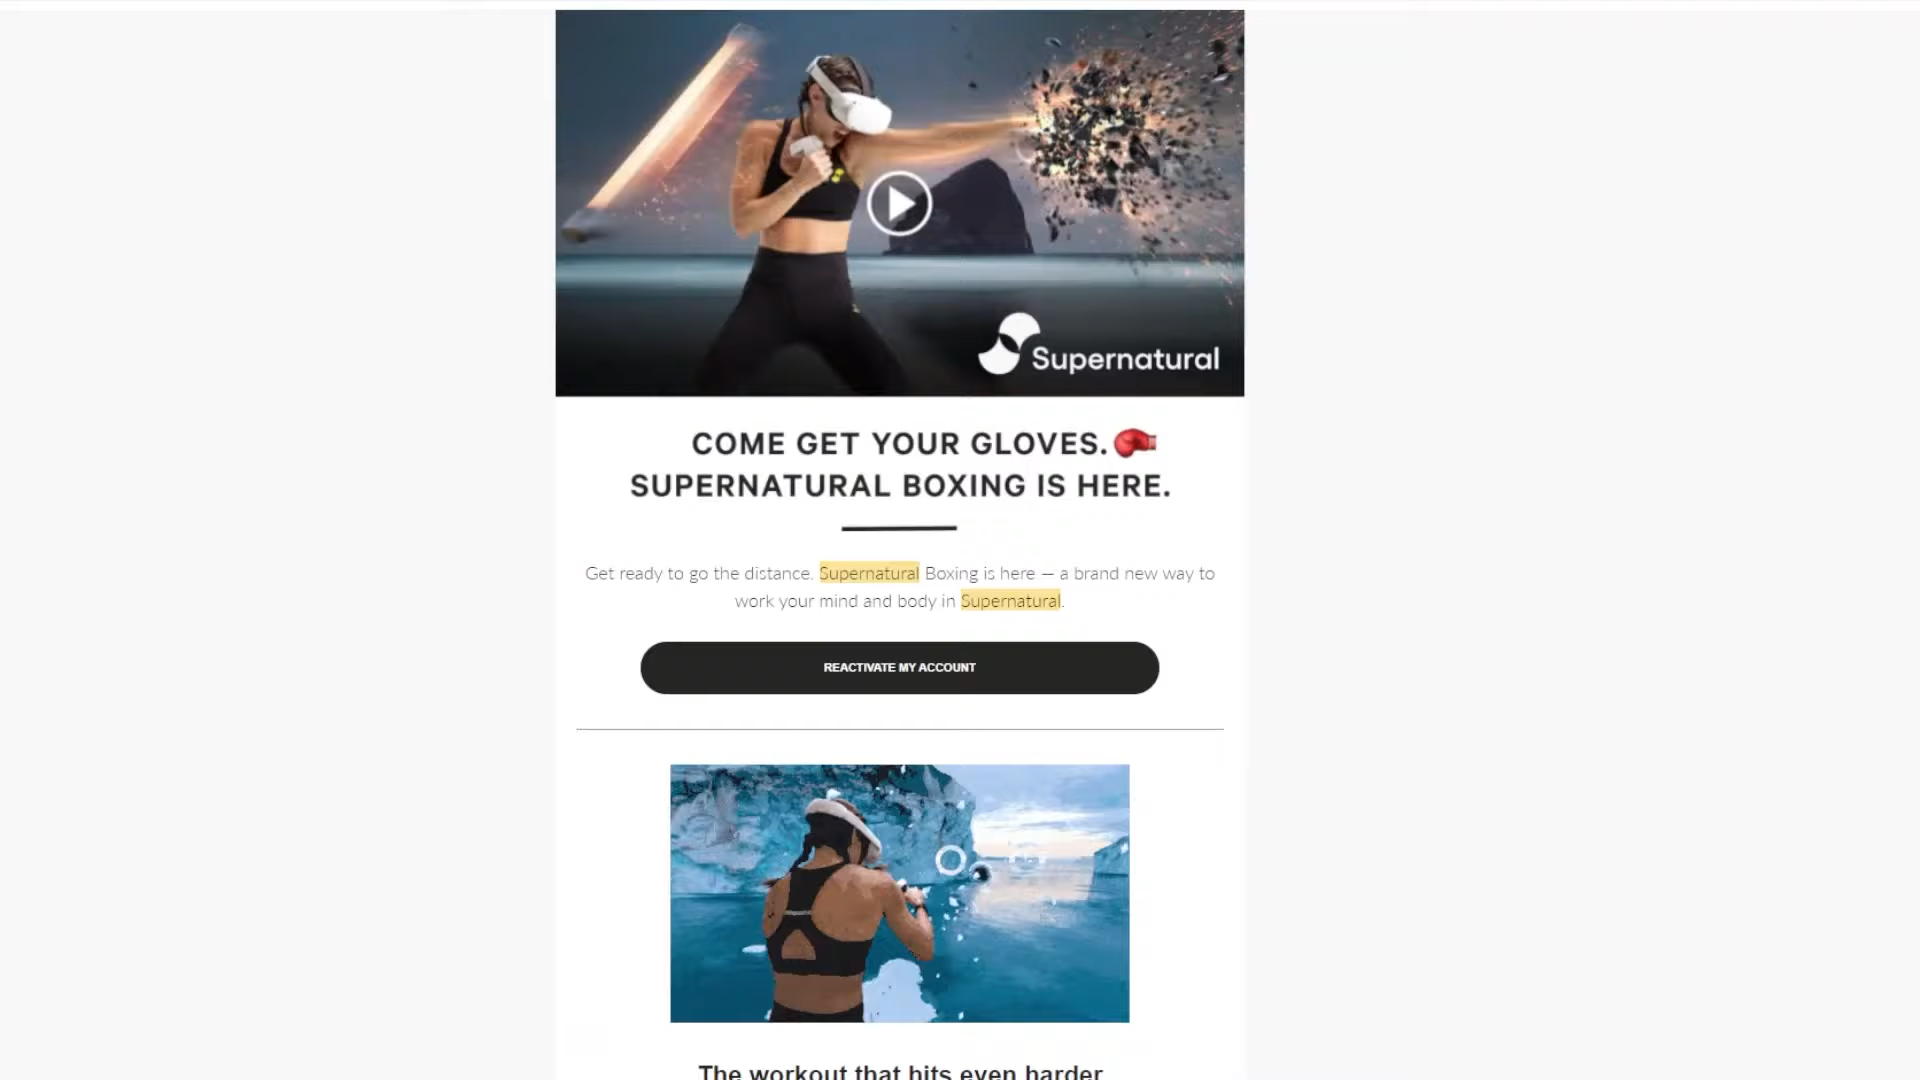 Supernatural
COME GET YOUR GLOVES.🥊
SUPERNATURAL BOXING IS HERE.
Get ready to go the distance. Supernatural Boxing is here — a brand new way to
work your mind and body in Supernatural.
REACTIVATE MY ACCOUNT
The workout that hits even harder